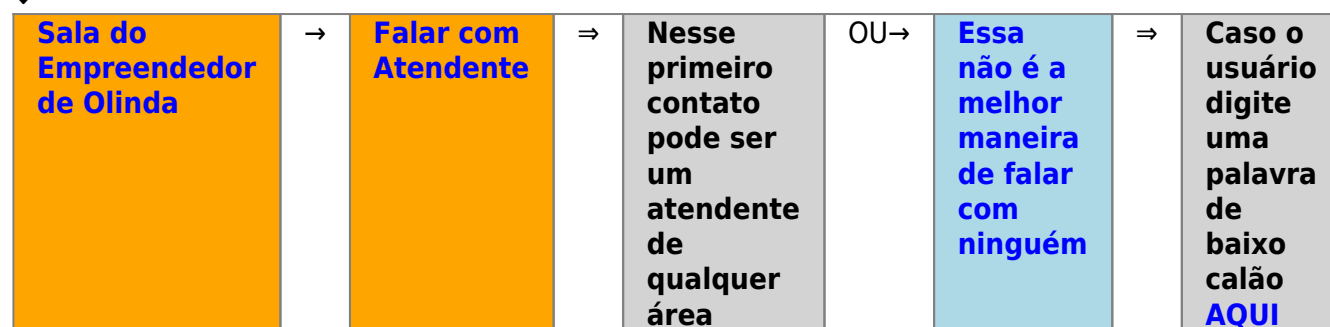 Sala do
Empreendedor
de Olinda
→
Falar com
Atendente
⇒
Nesse
primeiro
contato
pode ser
um
atendente
de
qualquer
área
OU→
Essa
não é a
melhor
maneira
de falar
com
ninguém
⇒
Caso o
usuário
digite
uma
palavra
de
baixo
calão
AQUI